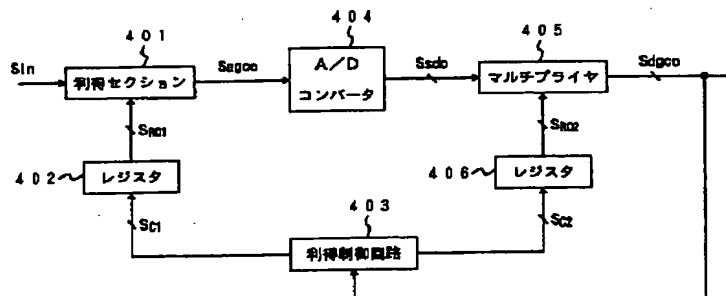 401
404
405
Sin
利得セクション
Sagco
A/D
コンバータ
Ssdo
マルチプライヤ
Sdgco
SRC1
SRC2
402
レジスタ
406
レジスタ
403
SC1
SC2
利得制御回路